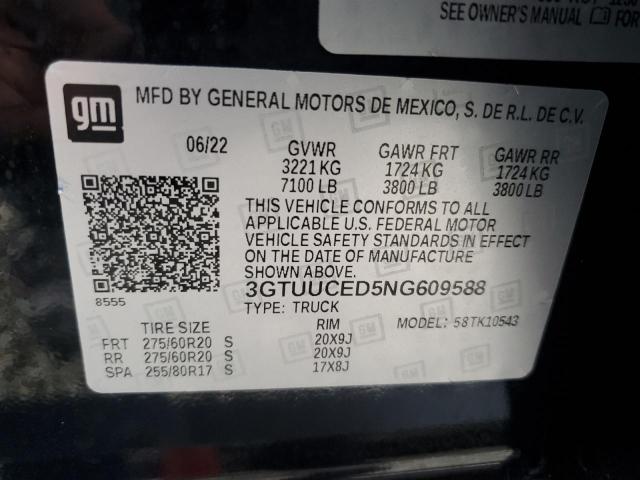 SEE OWNER'S MANUAL FOR
gm
MFD BY GENERAL MOTORS DE MEXICO, S. DE R.L. DE C.V.
06/22 GVWR GAWR FRT GAWR RR
3221 KG 1724 KG 1724 KG
7100 LB 3800 LB 3800 LB
THIS VEHICLE CONFORMS TO ALL
APPLICABLE U.S. FEDERAL MOTOR
VEHICLE SAFETY STANDARDS IN EFFECT
ON THE DATE OF MANUFACTURE
SHOWN ABOVE.
8555
3GTUUCED5NG609588
TYPE: TRUCK MODEL: 58TK10543
TIRE SIZE RIM
FRT 275/60R20 S 20X9J
RR 275/60R20 S 20X9J
SPA 255/80R17 S 17X8J